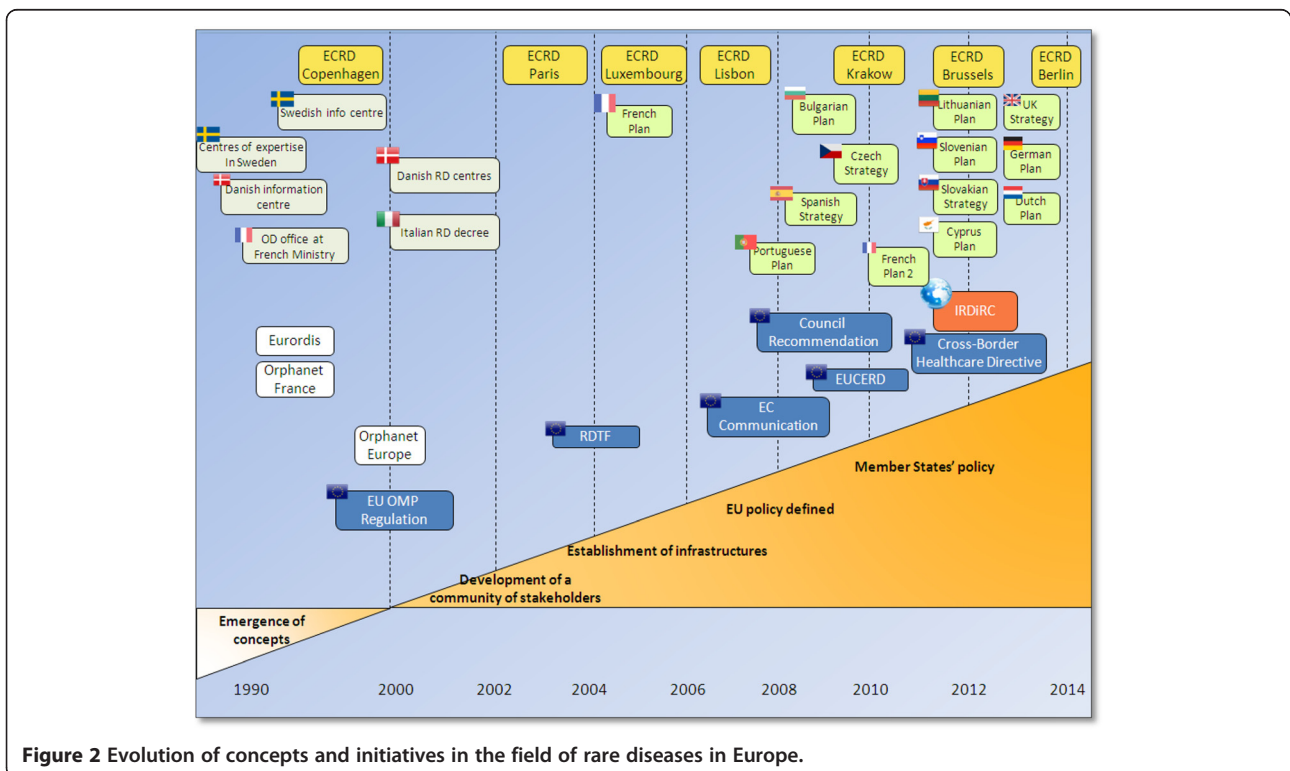 ECRD
Copenhagen
ECRD
Paris
ECRD
Luxembourg
ECRD
Lisbon
ECRD
Krakow
ECRD
Brussels
ECRD
Berlin
Swedish info centre
Centres of expertise
In Sweden
Danish information
centre
OD office at
French Ministry
Danish RD centres
Italian RD decree
French
Plan
Bulgarian
Plan
Czech
Strategy
Spanish
Strategy
Portuguese
Plan
French
Plan 2
Lithuanian
Plan
Slovenian
Plan
Slovakian
Strategy
Cyprus
Plan
UK
Strategy
German
Plan
Dutch
Plan
IRDiRC
Eurordis
Orphanet
France
Council
Recommendation
Cross-Border
Healthcare Directive
EUCERD
EC
Communication
Orphanet
Europe
RDTF
EU OMP
Regulation
Member States' policy
EU policy defined
Establishment of infrastructures
Development of a
community of stakeholders
Emergence of
concepts
1990
2000
2002
2004
2006
2008
2010
2012
2014
Figure 2 Evolution of concepts and initiatives in the field of rare diseases in Europe.